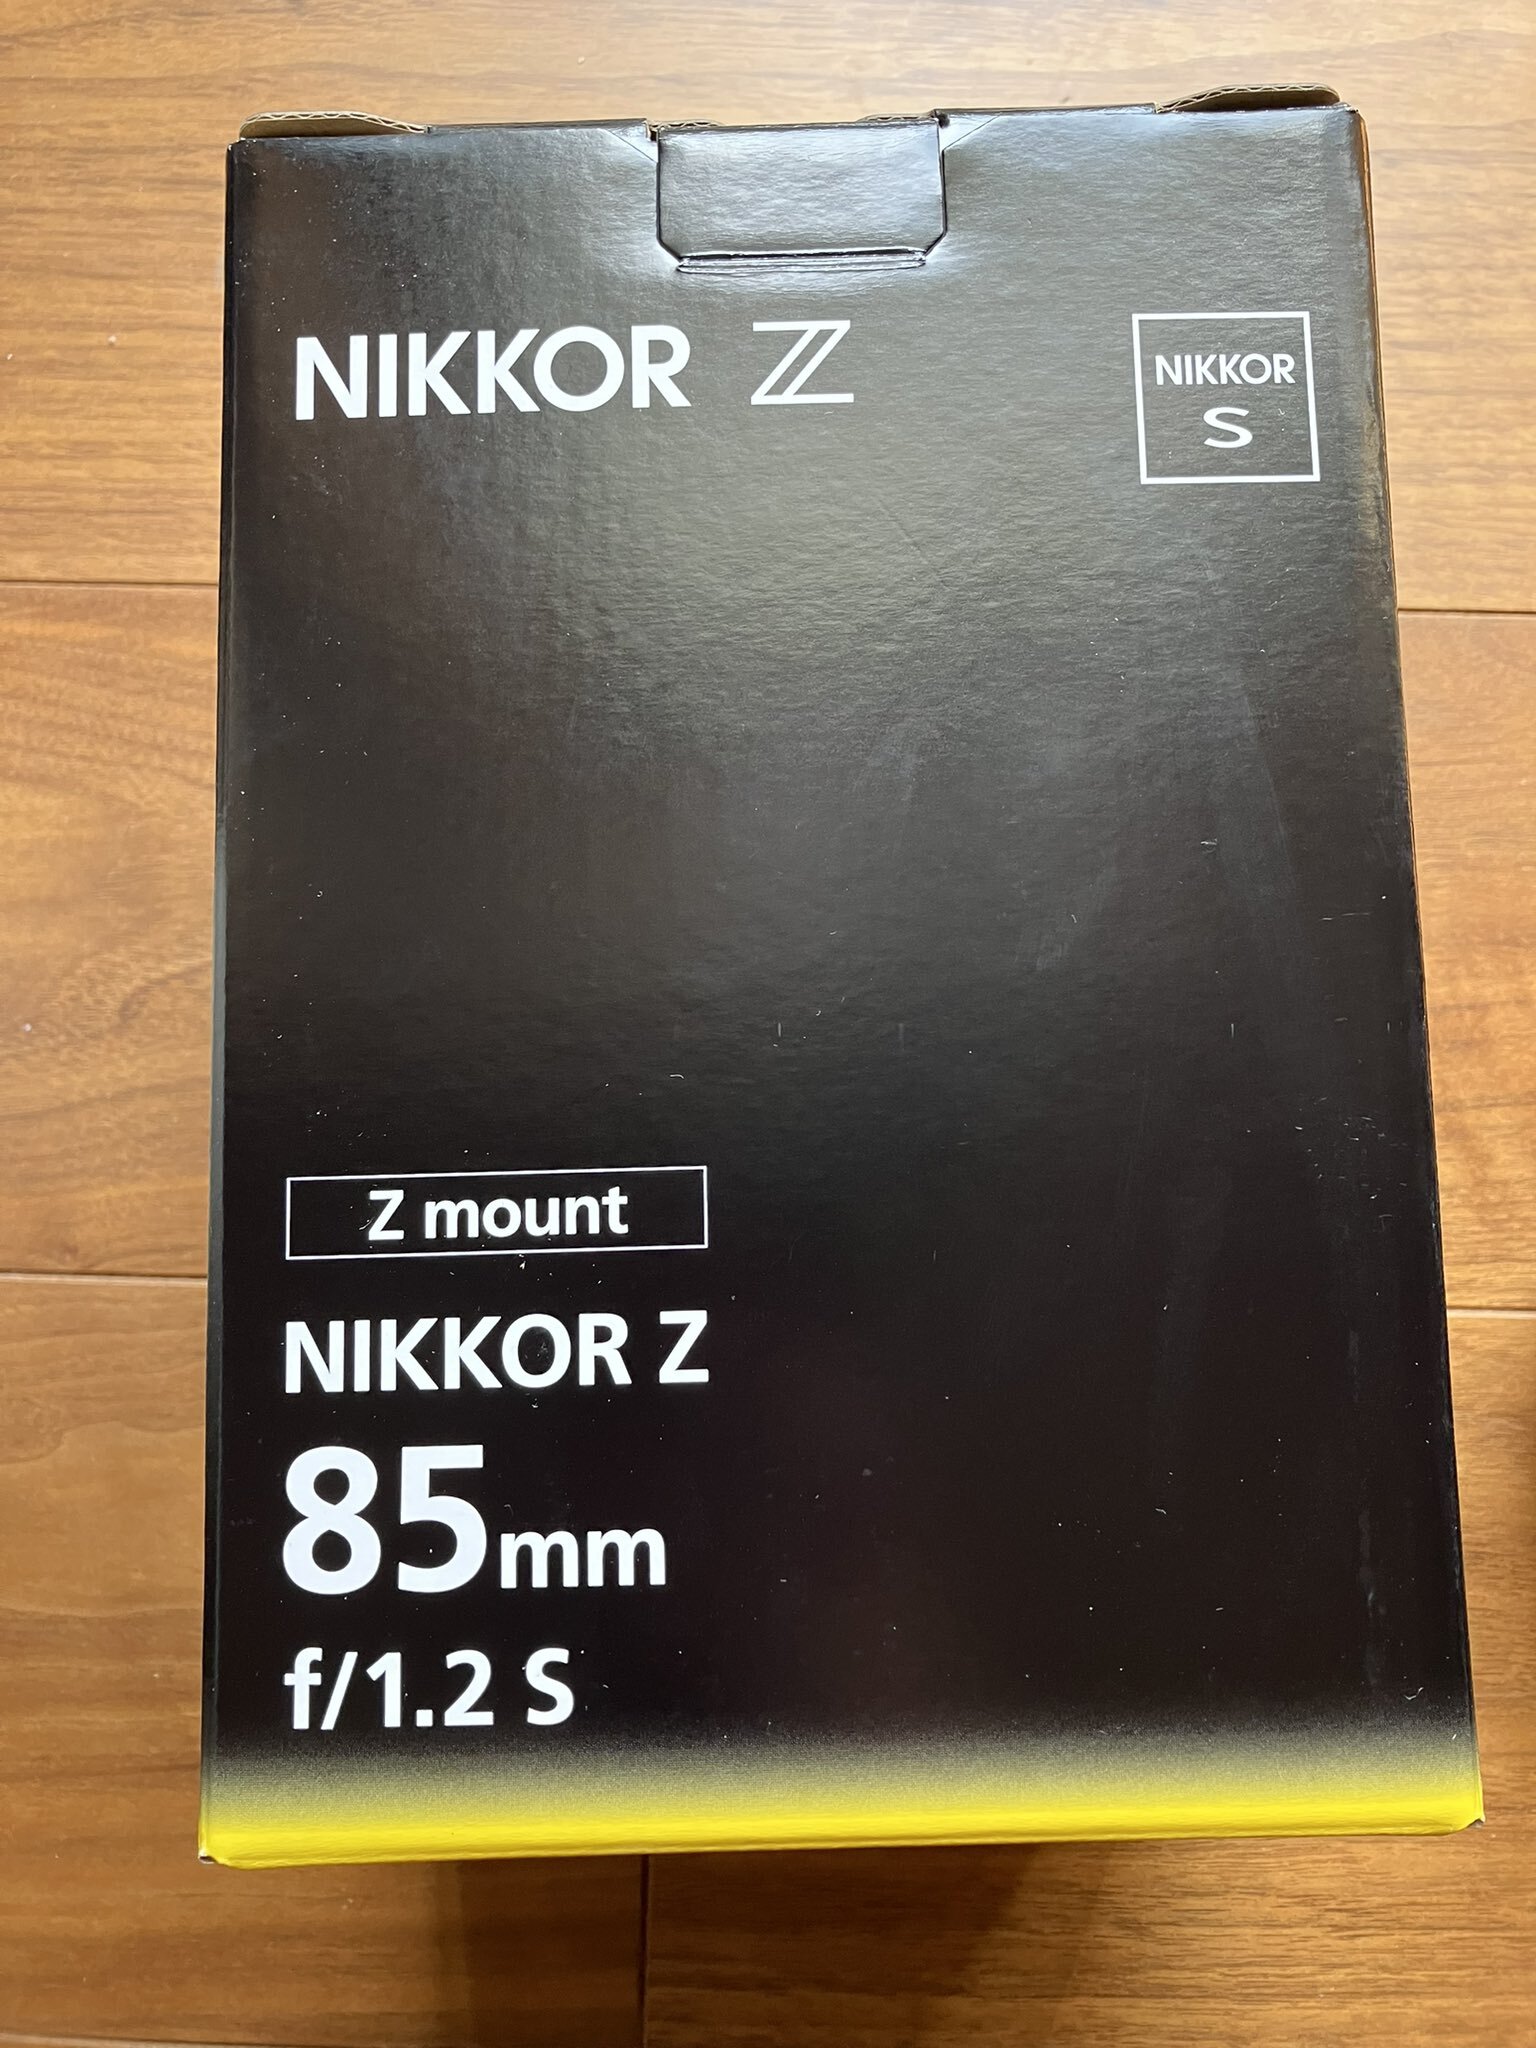 NIKKOR Z
NIKKOR
S
Z mount
NIKKOR Z
85mm
f/1.2 S